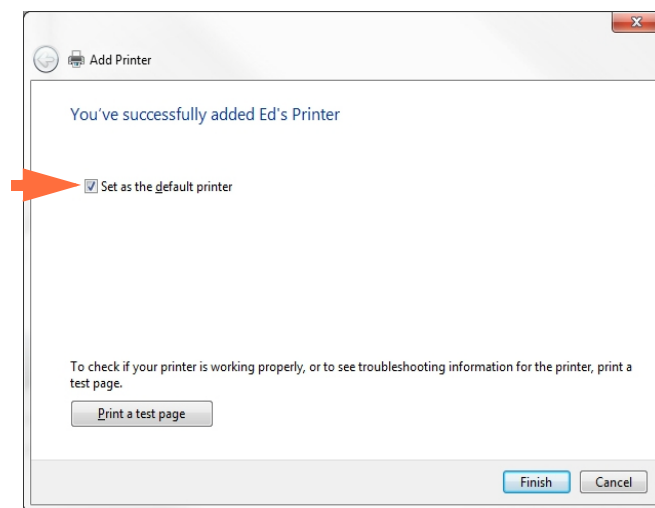 x
Add Printer
You've successfully added Ed's Printer
Set as the default printer
To check if your printer is working properly, or to see troubleshooting information for the printer, print a
test page.
Print a test page
Finish Cancel